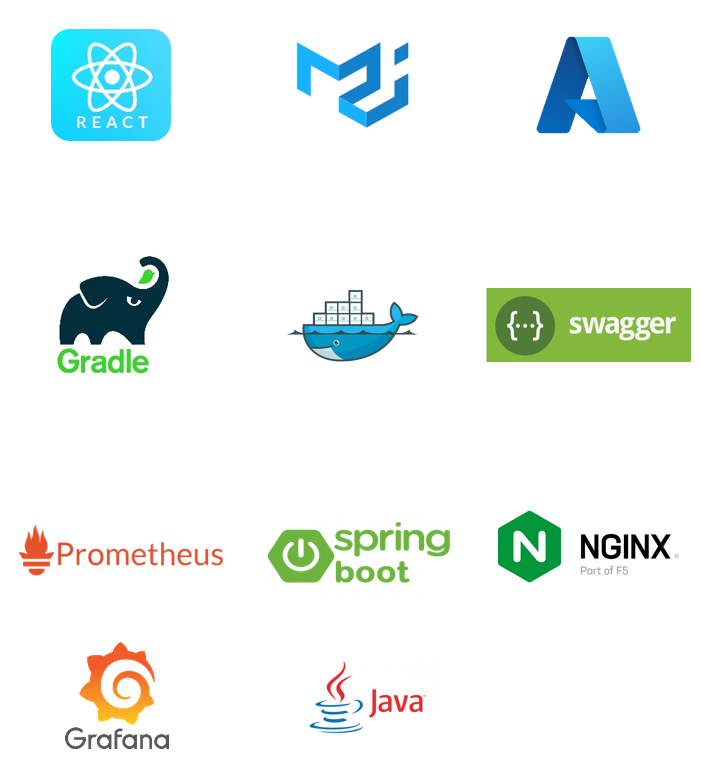 REACT
Gradle
swagger
Prometheus
spring
boot
NGINX
Part of F5
Grafana
Java